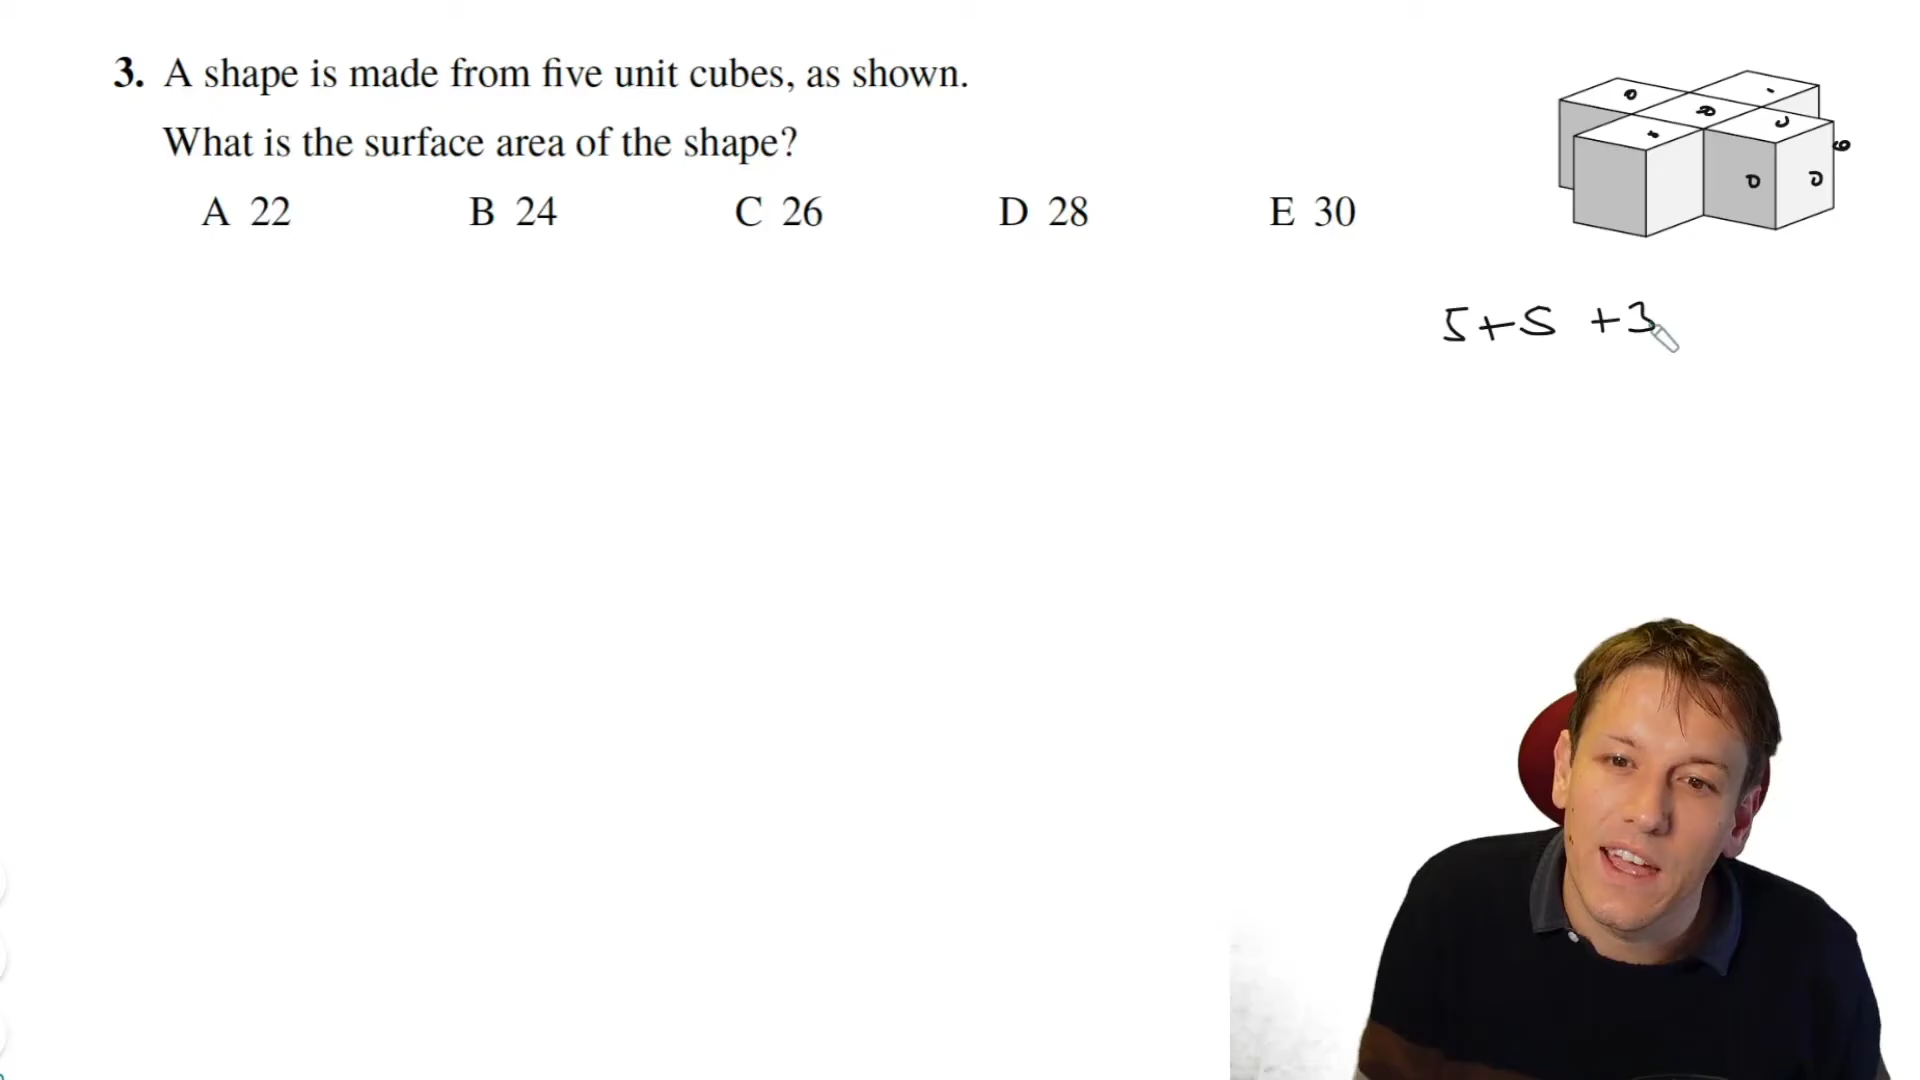 3. A shape is made from five unit cubes, as shown.
What is the surface area of the shape?
A 22 B 24 C 26 D 28 E 30
5+5 +3